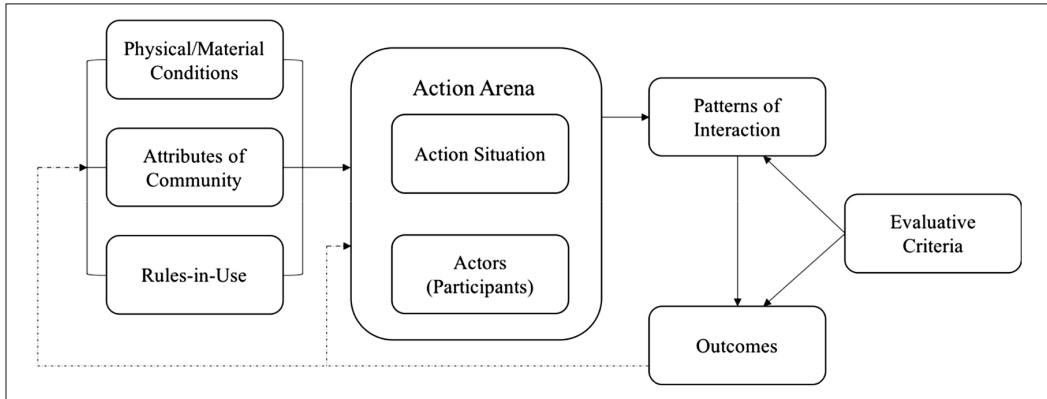 Physical/Material
Conditions
Attributes of
Community
Rules-in-Use
Action Arena
Action Situation
Actors
(Participants)
Patterns of
Interaction
Outcomes
Evaluative
Criteria